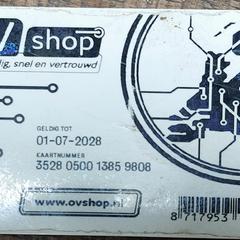 V shop
dig, snel en vertrouwd
GELDIG TOT
01-07-2028
KAARTNUMMER
3528 0500 1385 9808
www.ovshop.nl
8 717953